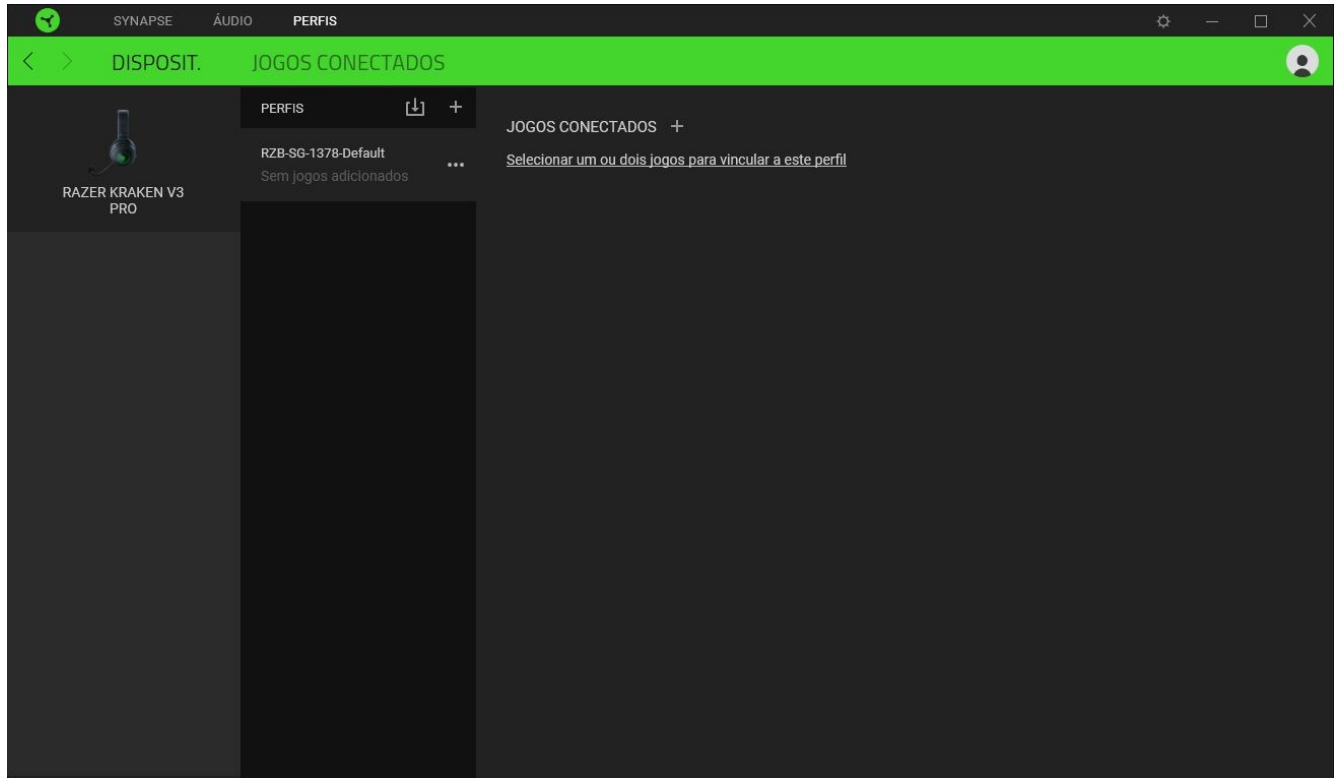 SYNAPSE ÁUDIO PERFIS
DISPOSIT. JOGOS CONECTADOS
RAZER KRAKEN V3
PRO
PERFIS
RZB-SG-1378-Default
Sem jogos adicionados
JOGOS CONECTADOS
Selecionar um ou dois jogos para vincular a este perfil